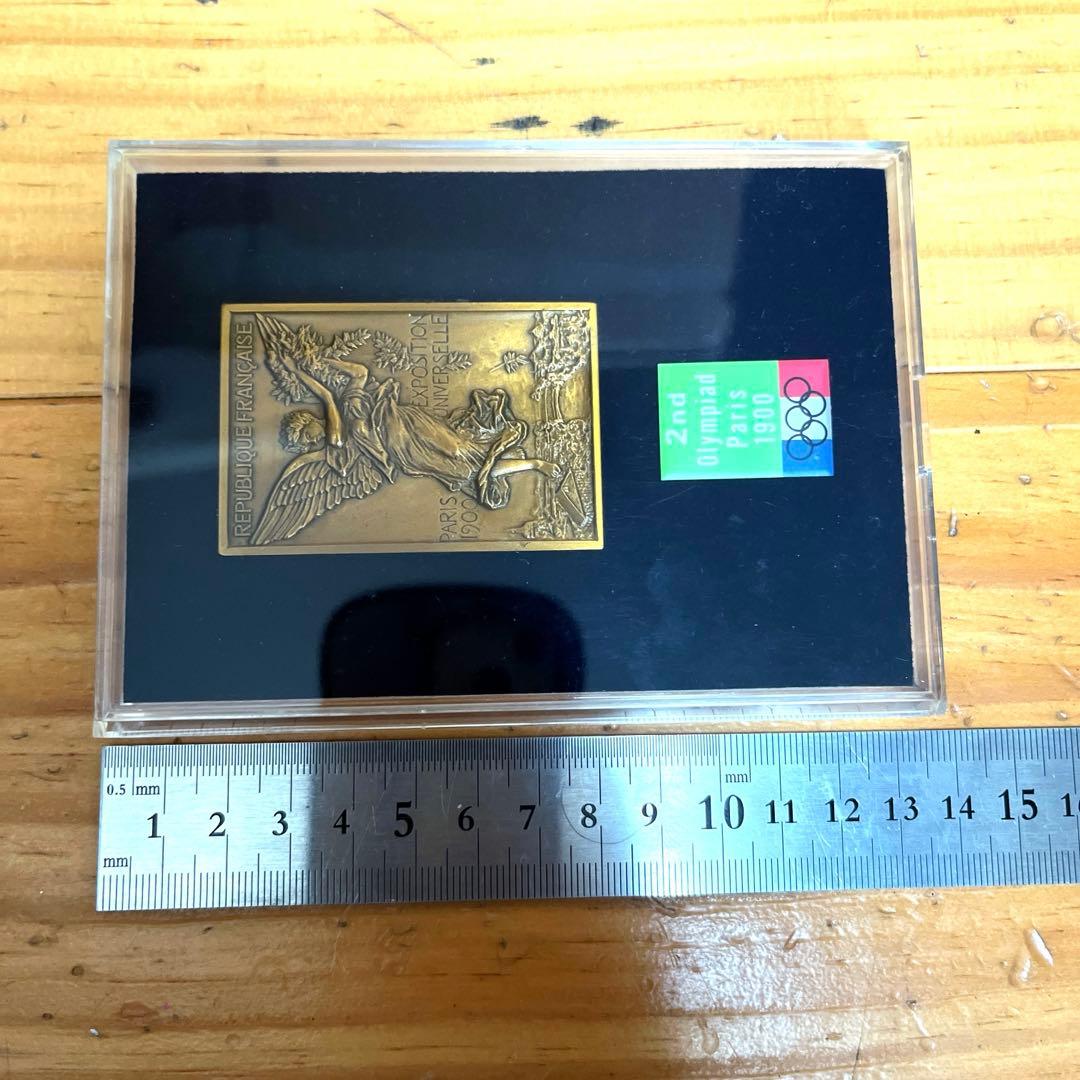 REPUBLIQUE FRANÇAISE
EXPOSITION
UNIVERSELLE
PARIS
1900
2nd
Olympiad
Paris
1900
0.5 mm
mm
1 2 3 4 5 6 7 8 9 10 11 12 13 14 15
mm